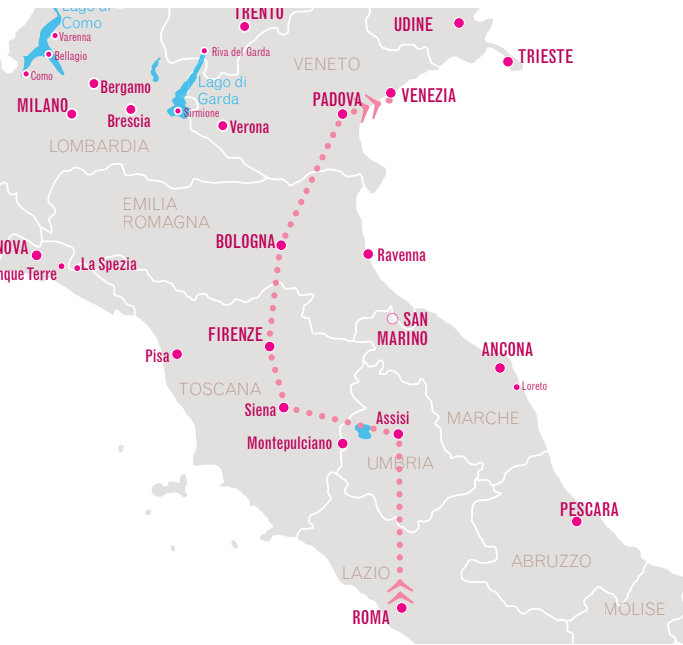 Lago di
Como
TRENTO
UDINE
Varenna
Bellagio
Riva del Garda
TRIESTE
VENETO
Como
Bergamo
Lago di
Garda
MILANO
PADOVA
VENEZIA
Brescia
Sirmione
Verona
LOMBARDIA
EMILIA
ROMAGNA
BOLOGNA
NOVA
Ravenna
La Spezia
nque Terre
SAN
MARINO
FIRENZE
ANCONA
Pisa
TOSCANA
Loreto
Siena
Assisi
MARCHE
Montepulciano
UMBRIA
PESCARA
ABRUZZO
LAZIO
MOLISE
ROMA